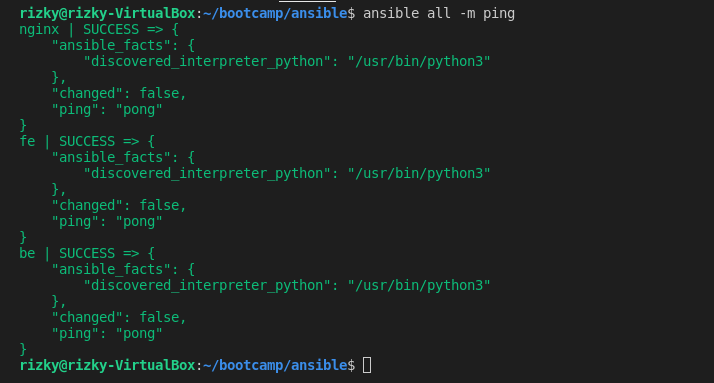 rizky@rizky-VirtualBox:~/bootcamp/ansible$ ansible all -m ping
nginx | SUCCESS => {
    "ansible_facts": {
        "discovered_interpreter_python": "/usr/bin/python3"
    },
    "changed": false,
    "ping": "pong"
}
fe | SUCCESS => {
    "ansible_facts": {
        "discovered_interpreter_python": "/usr/bin/python3"
    },
    "changed": false,
    "ping": "pong"
}
be | SUCCESS => {
    "ansible_facts": {
        "discovered_interpreter_python": "/usr/bin/python3"
    },
    "changed": false,
    "ping": "pong"
}
rizky@rizky-VirtualBox:~/bootcamp/ansible$